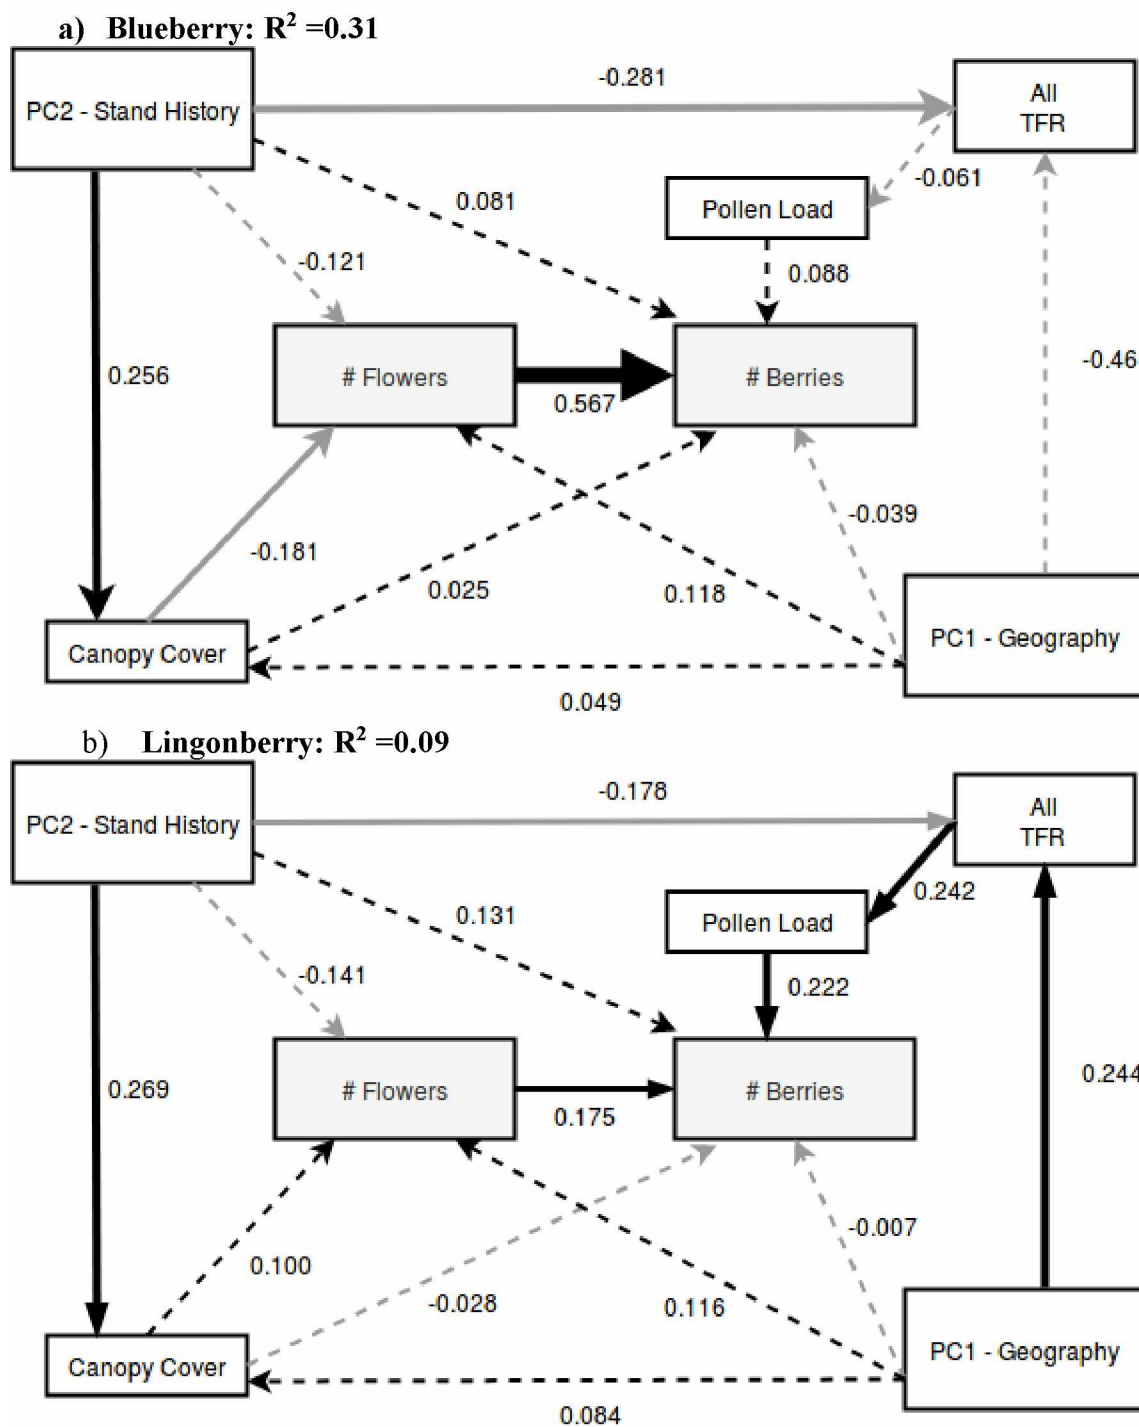 a) Blueberry: R² =0.31
PC2 - Stand History
-0.281
All
TFR
-0.061
0.081
Pollen Load
-0.121
0.088
0.256
# Flowers
0.567
# Berries
-0.46
-0.181
0.025
0.118
-0.039
Canopy Cover
PC1 - Geography
0.049
b) Lingonberry: R² =0.09
PC2 - Stand History
-0.178
All
TFR
0.242
0.131
Pollen Load
-0.141
0.222
0.269
# Flowers
0.175
# Berries
0.244
0.100
-0.028
0.116
-0.007
Canopy Cover
PC1 - Geography
0.084